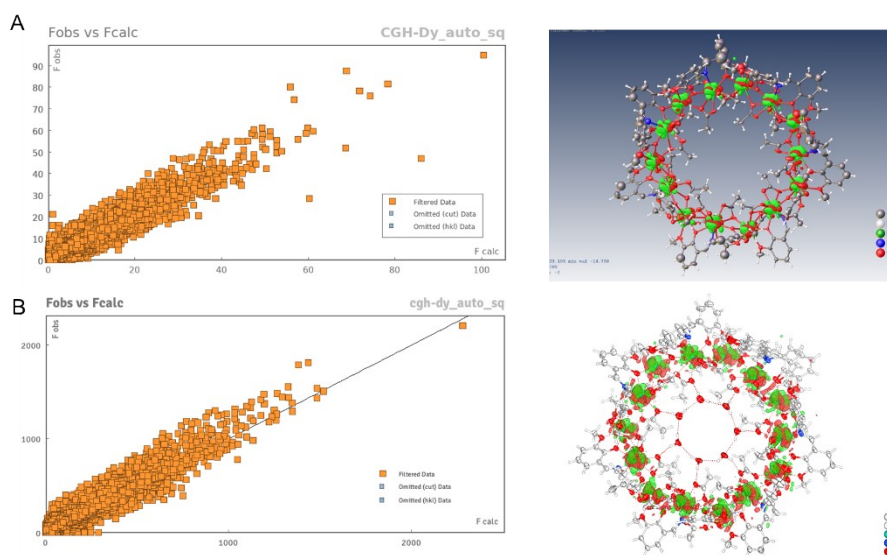 A
Fobs vs Fcalc
CGH-Dy_auto_sq
F obs
90
80
70
60
50
40
30
20
10
0
Filtered Data
Omitted (cut) Data
Omitted (hkl) Data
F calc
0
20
40
60
80
100
B
Fobs vs Fcalc
cgh-dy_auto_sq
F obs
2000
1000
0
Filtered Data
Omitted (cut) Data
Omitted (hkl) Data
F calc
0
1000
2000